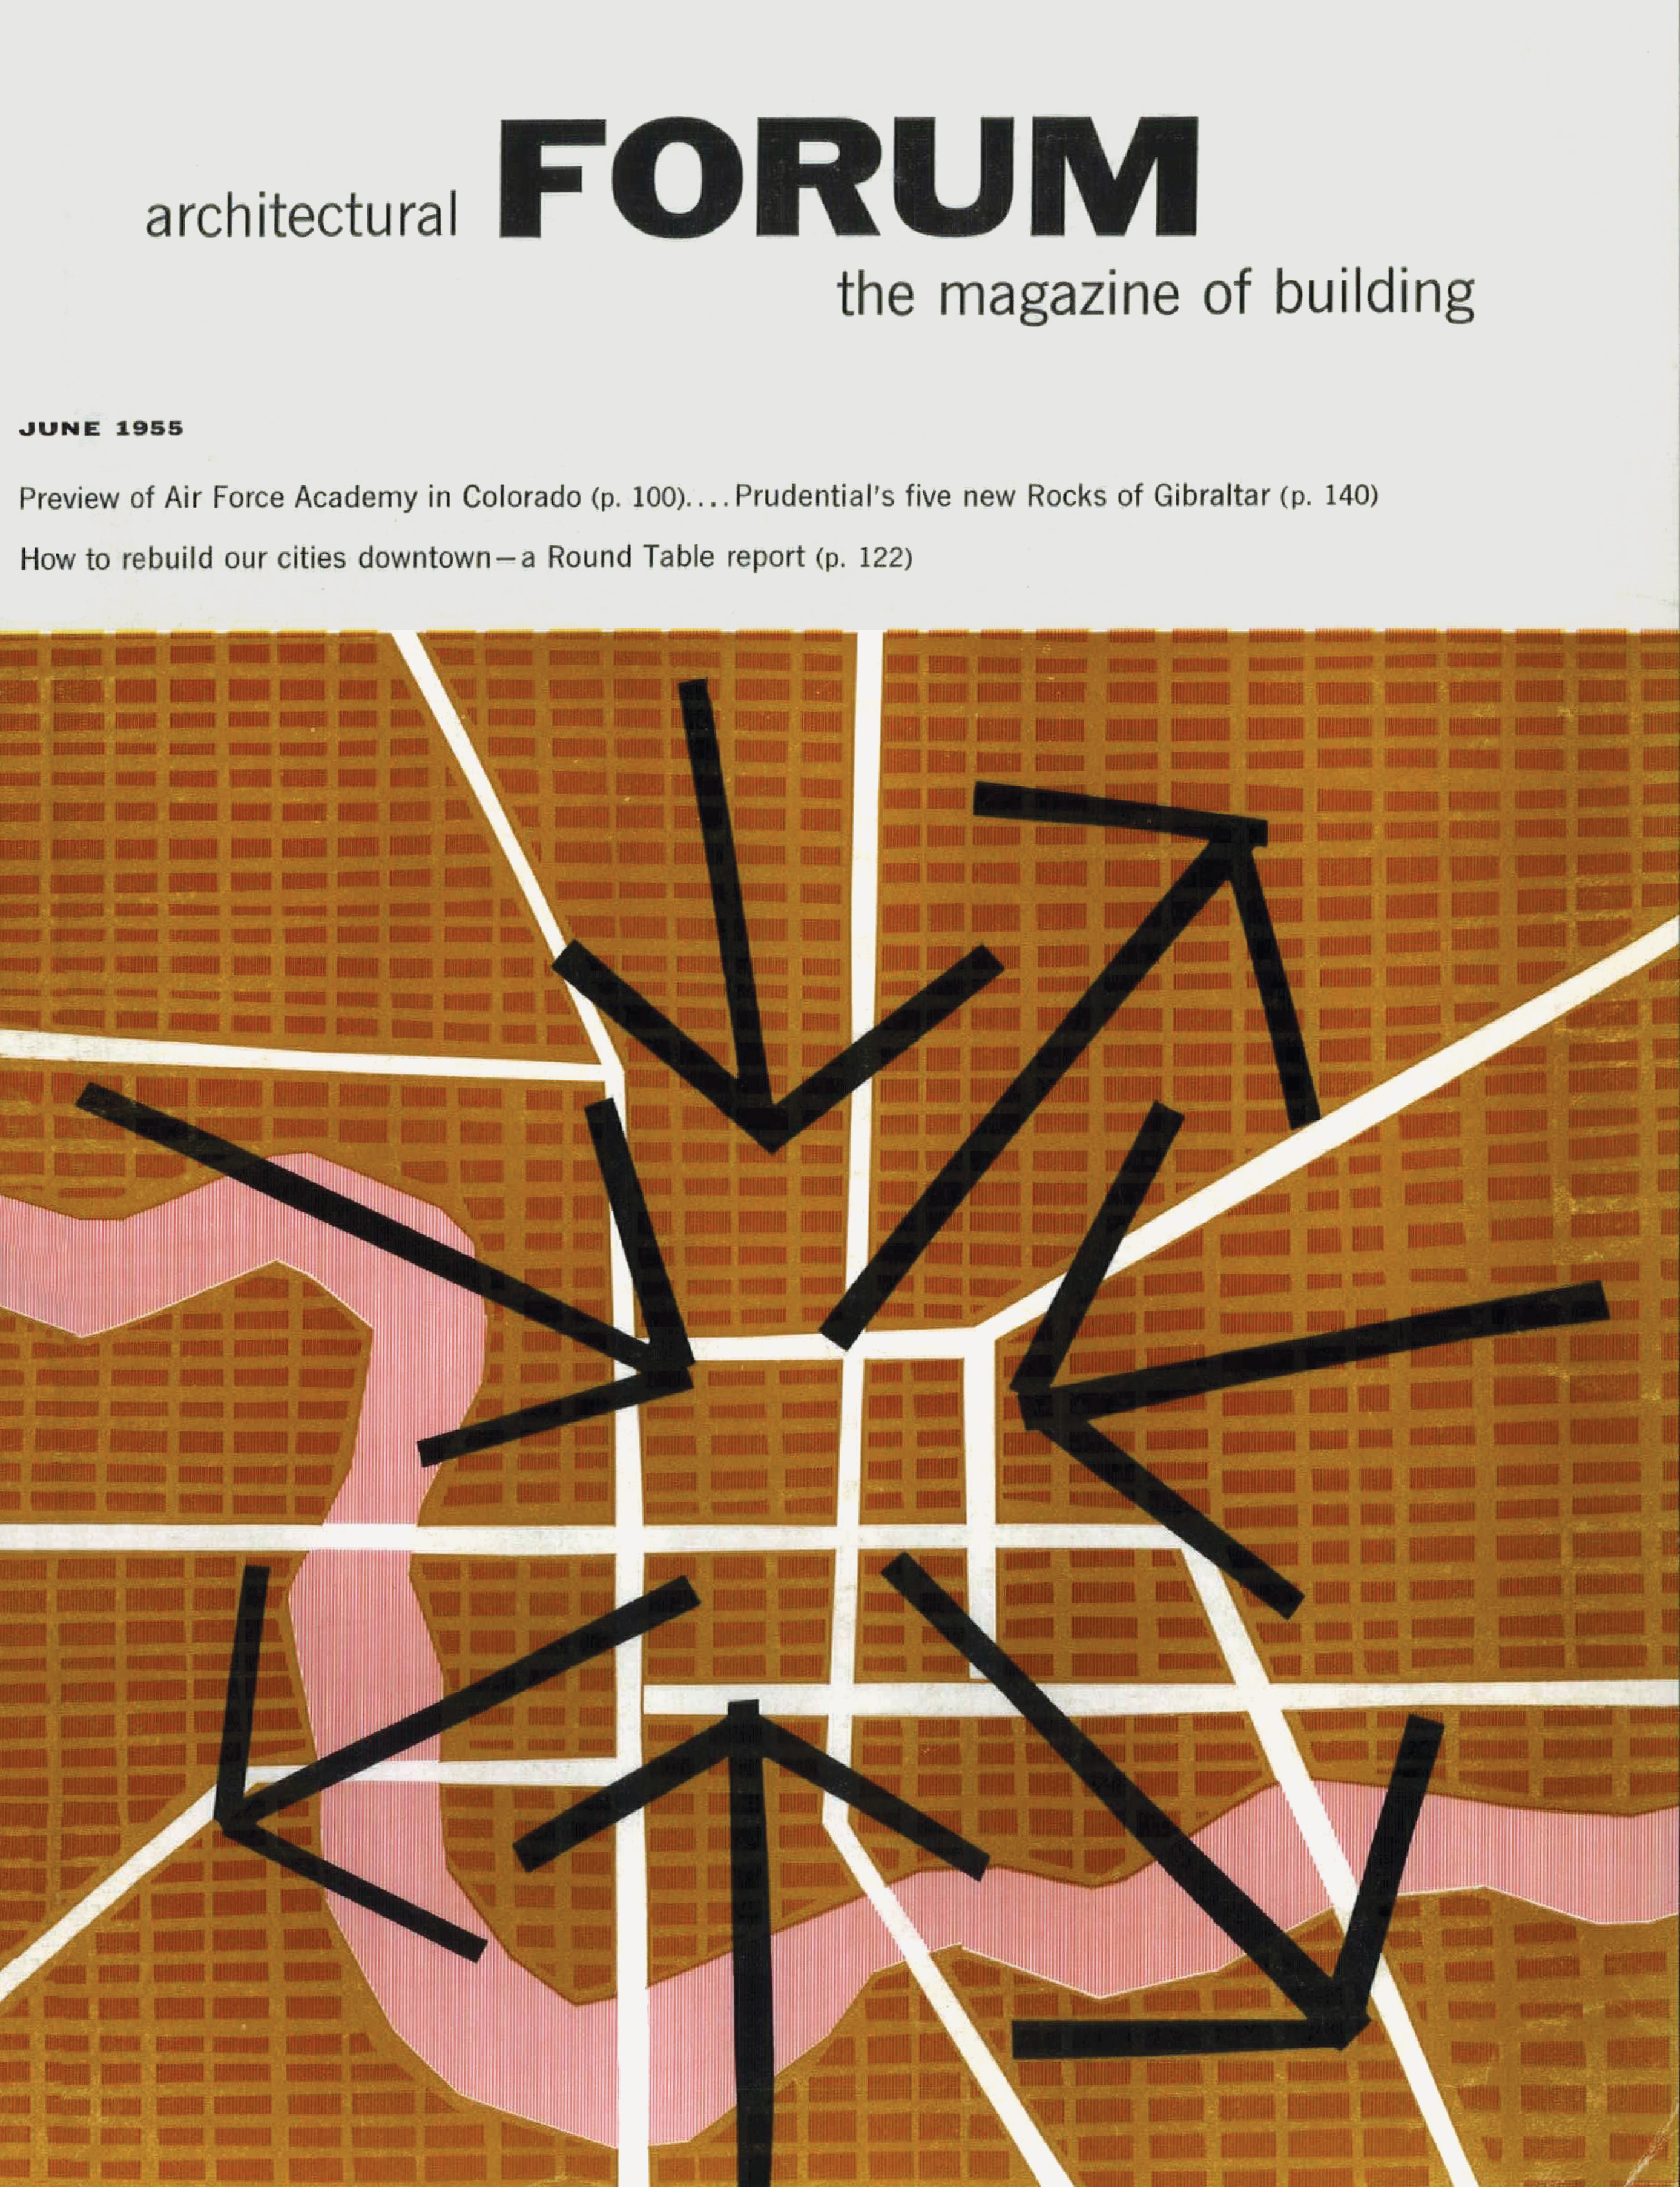 architectural FORUM
the magazine of building
JUNE 1955
Preview of Air Force Academy in Colorado (p. 100)....Prudential's five new Rocks of Gibraltar (p. 140)
How to rebuild our cities downtown—a Round Table report (p. 122)